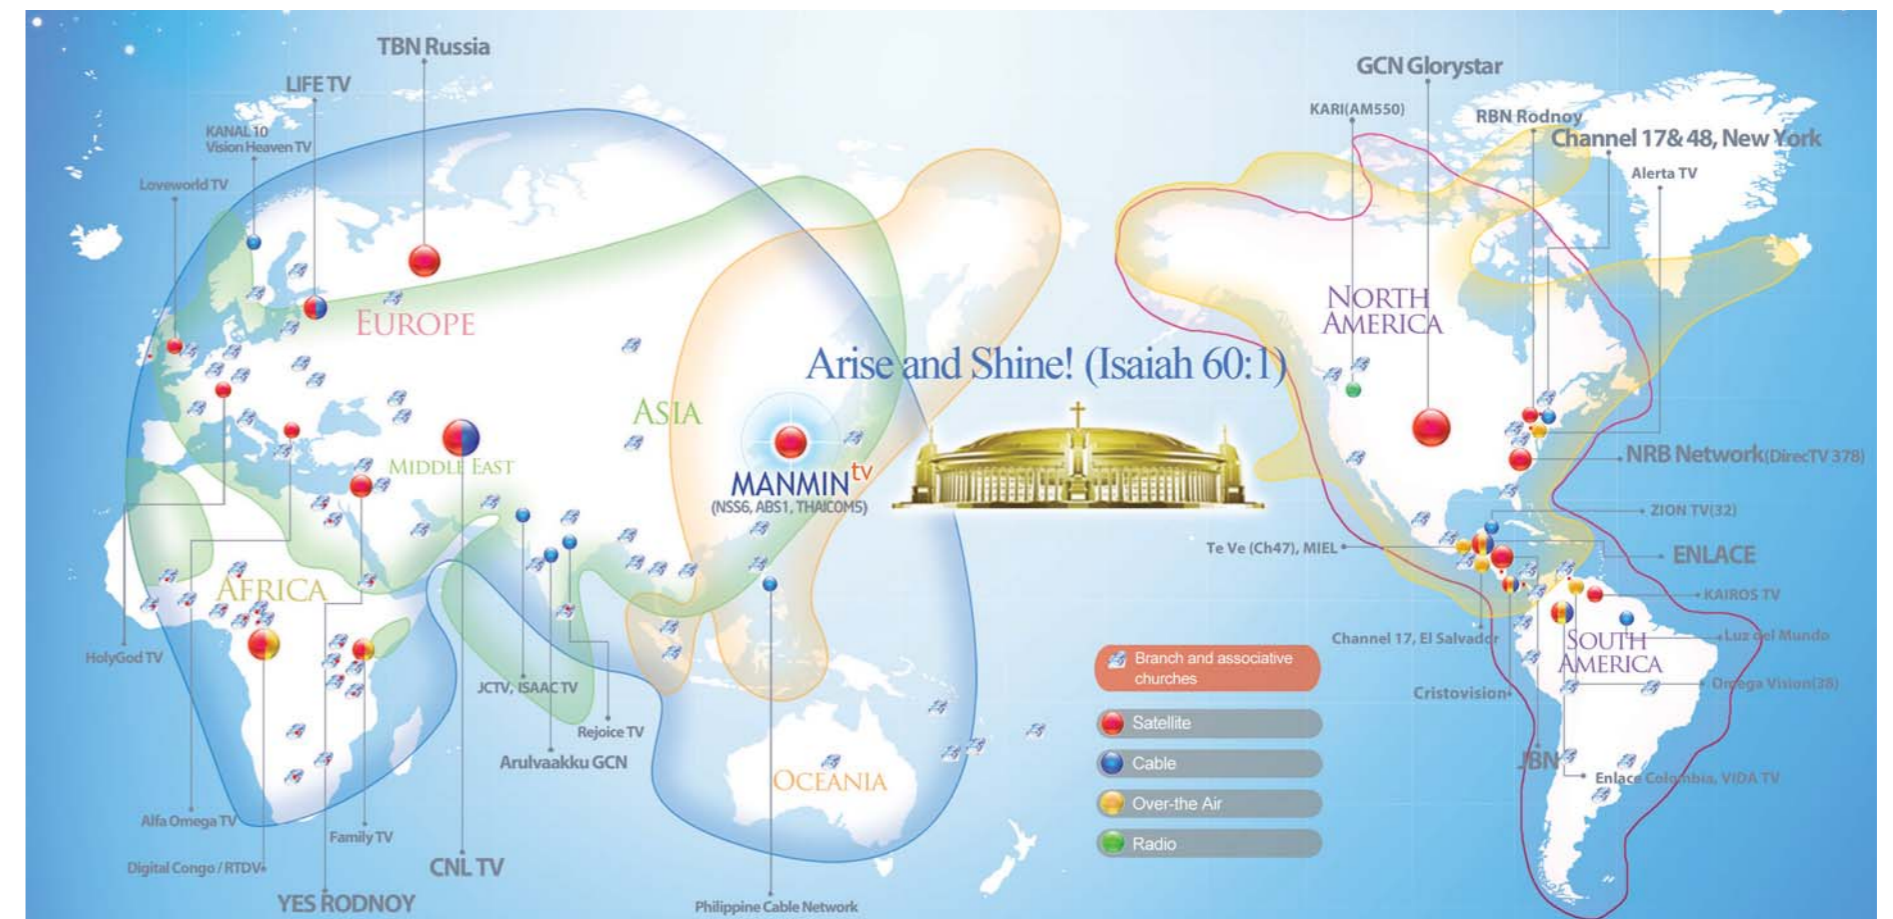 TBN Russia
LIFE TV
KANAL 10
Vision Heaven TV
Loveworld TV
GCN Glorystar
KARI(AM550)
RBN Rodnoy
Channel 17& 48, New York
Alerta TV
EUROPE
NORTH
AMERICA
Arise and Shine! (Isaiah 60:1)
ASIA
MIDDLE EAST
MANMIN tv
(NSS6, ABS1, THAICOM5)
NRB Network(DirecTV 378)
ZION TV(32)
Te Ve (Ch47), MIEL
ENLACE
AFRICA
KAIROS TV
HolyGod TV
Channel 17, El Salvador
SOUTH
AMERICA
Luz del Mundo
JCTV, ISAAC TV
Cristovision
Omega Vision(38)
Rejoice TV
Arulvaakku GCN
JBN
Enlace Colombia, VIDA TV
OCEANIA
Branch and associative
churches
Satellite
Cable
Over-the Air
Radio
Alfa Omega TV
Family TV
Digital Congo / RTDV
CNL TV
YES RODNOY
Philippine Cable Network